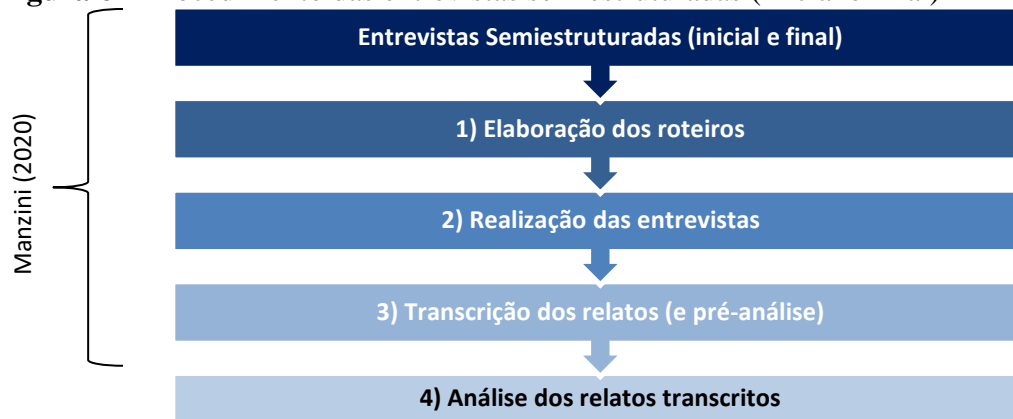 Entrevistas Semiestruturadas (inicial e final)
Manzini (2020)
1) Elaboração dos roteiros
2) Realização das entrevistas
3) Transcrição dos relatos (e pré-análise)
4) Análise dos relatos transcritos